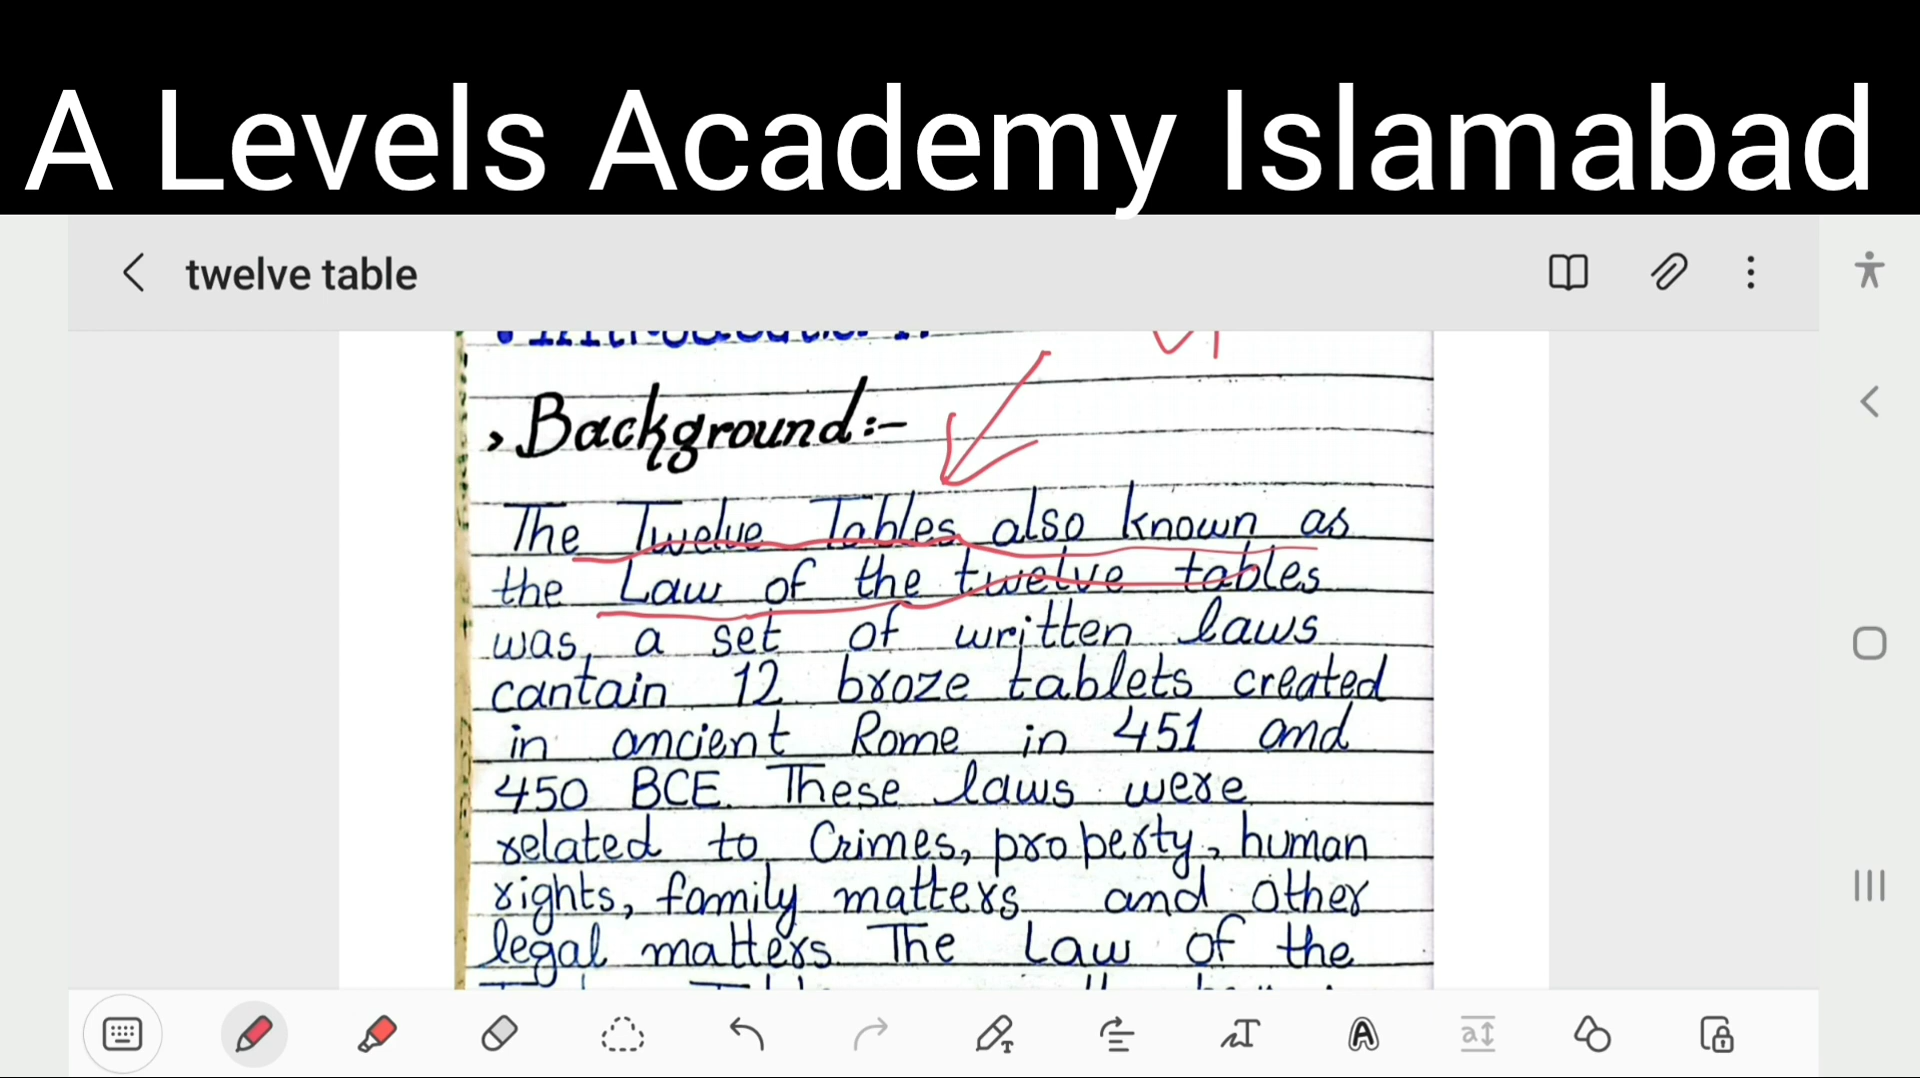 A Levels Academy Islamabad
twelve table
Background:-
The Twelve Tables also known as
the Law of the twelve tables
was a set of written laws
cantain 12 broze tablets created
in ancient Rome in 451 and
450 BCE. These laws were
related to Crimes, property, human
rights, family matters and other
legal matters. The Law of the